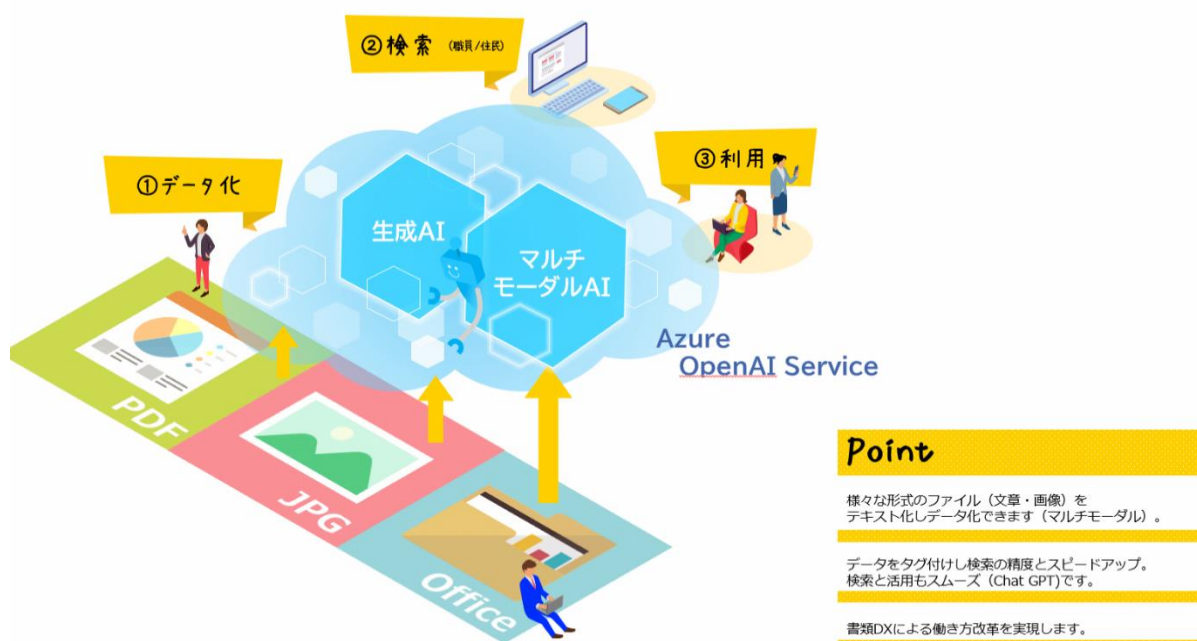 ②検索 (職員/住民)
③利用
①データ化
生成AI
マルチ
モーダルAI
Azure
OpenAI Service
PDF
JPG
Office
Point
様々な形式のファイル（文章・画像）を
テキスト化しデータ化できます（マルチモーダル）。
データをタグ付けし検索の精度とスピードアップ。
検索と活用もスムーズ（Chat GPT)です。
書類DXによる働き方改革を実現します。